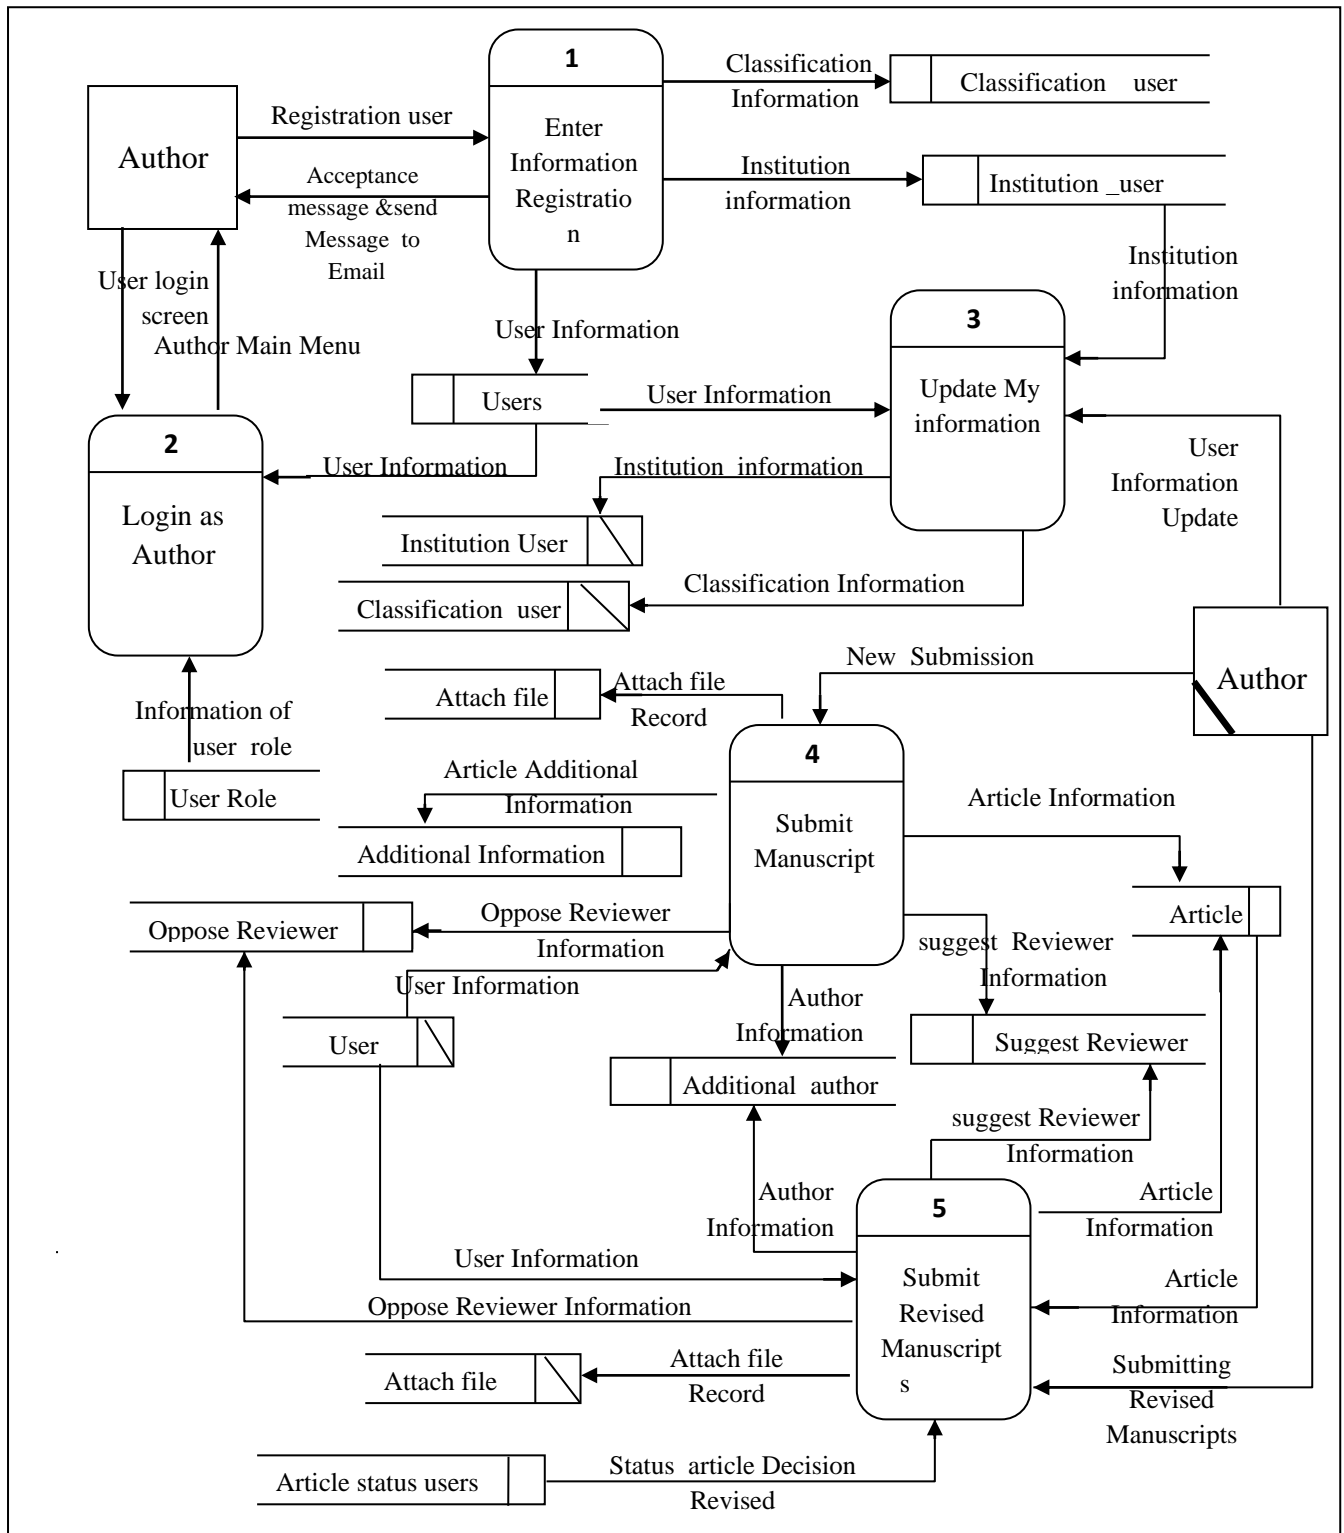 1
Enter
Information
Registratio
n
Classification
Information
Classification user
Author
Registration user
Acceptance
message &send
Message to
Email
Institution
information
Institution _user
Institution
information
User login
screen
Author Main Menu
User Information
3
Update My
information
Users
User Information
2
Login as
Author
User Information
Institution information
User
Information
Update
Institution User
Classification user
Classification Information
Author
New Submission
Attach file
Attach file
Record
Information of
user role
User Role
4
Submit
Manuscript
Article Additional
Information
Additional Information
Article Information
Article
Oppose Reviewer
Oppose Reviewer
Information
User Information
suggest Reviewer
Information
User
Author
Information
Suggest Reviewer
Additional author
suggest Reviewer
Information
5
Submit
Revised
Manuscript
s
Author
Information
Article
Information
User Information
Article
Information
Oppose Reviewer Information
Attach file
Attach file
Record
Submitting
Revised
Manuscripts
Article status users
Status article Decision
Revised